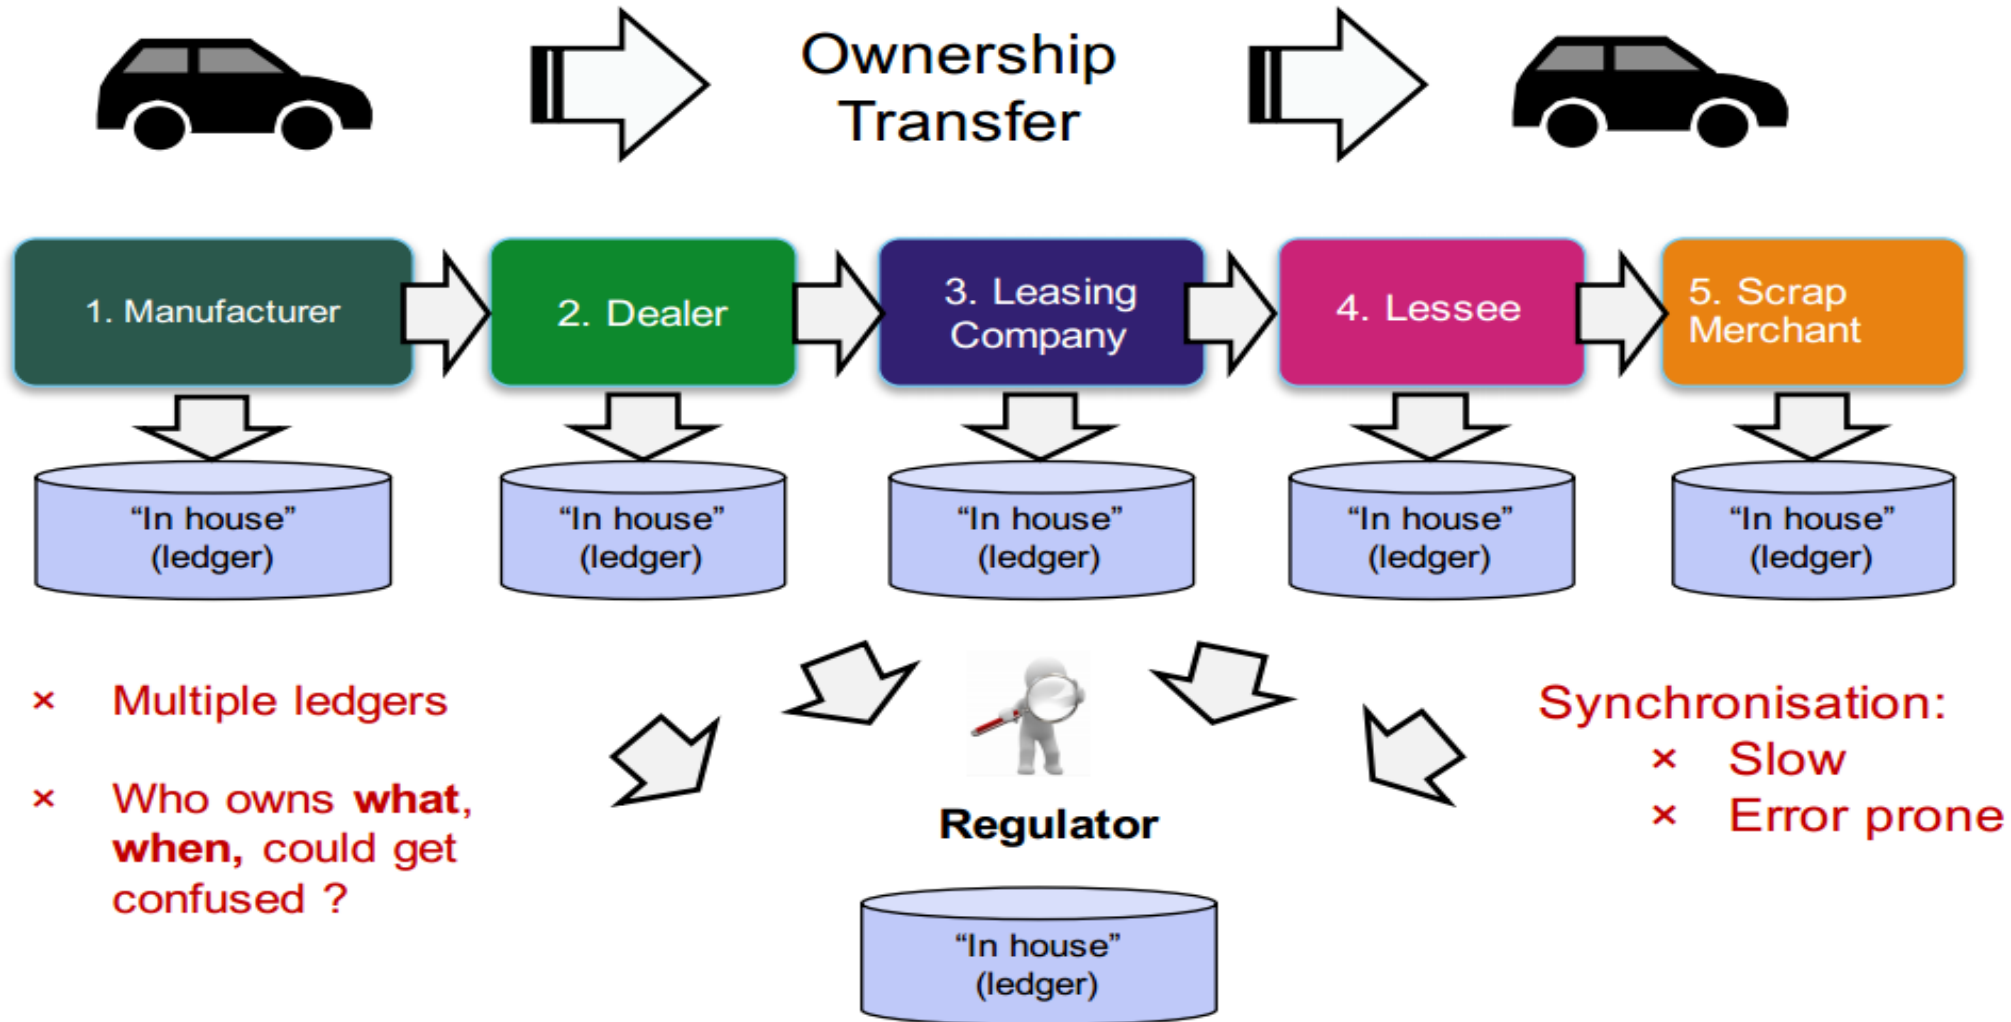 Ownership
Transfer
1. Manufacturer
2. Dealer
3. Leasing
Company
4. Lessee
5. Scrap
Merchant
“In house”
(ledger)
“In house”
(ledger)
“In house”
(ledger)
“In house”
(ledger)
“In house”
(ledger)
× Multiple ledgers
× Who owns what,
when, could get
confused ?
Regulator
“In house”
(ledger)
Synchronisation:
× Slow
× Error prone